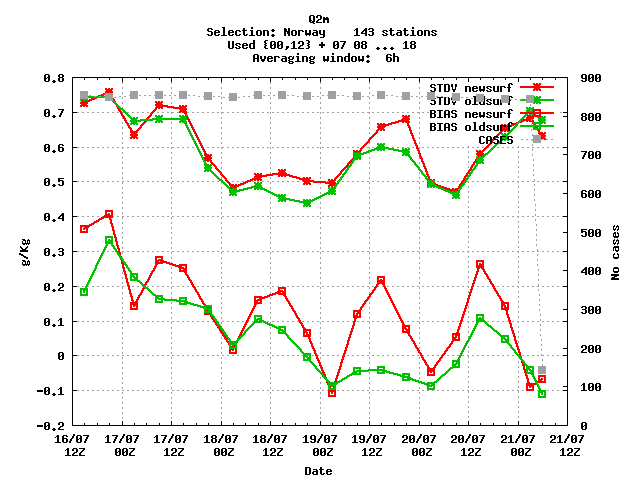 Q2m
Selection: Norway    143 stations
Used {00,12} + 07 08 ... 18
Averaging window:  6h
0,8
0,7
0,6
0,5
0,4
0,3
0,2
0,1
0
-0,1
-0,2
g/Kg
STDV newsurf
STDV oldsurf
BIAS newsurf
BIAS oldsurf
CASES
900
800
700
600
500
400
300
200
100
0
No cases
16/07 17/07 17/07 18/07 18/07 19/07 19/07 20/07 20/07 21/07 21/07
12Z 00Z 12Z 00Z 12Z 00Z 12Z 00Z 12Z 00Z 12Z
Date